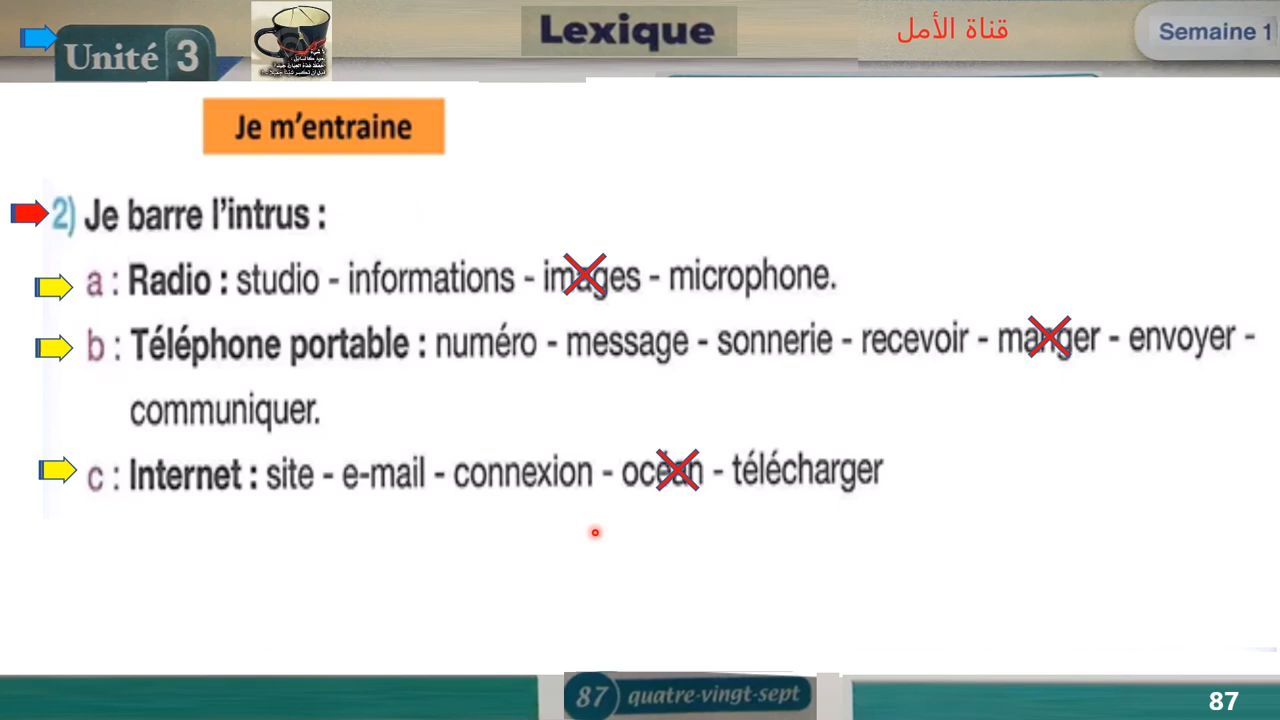 Unité 3
Lexique
قناة الأمل
Semaine 1
Je m’entraine
2) Je barre l’intrus :
a : Radio : studio - informations - images - microphone.
b : Téléphone portable : numéro - message - sonnerie - recevoir - manger - envoyer -
communiquer.
c : Internet : site - e-mail - connexion - océan - télécharger
87 quatre-vingt-sept
87